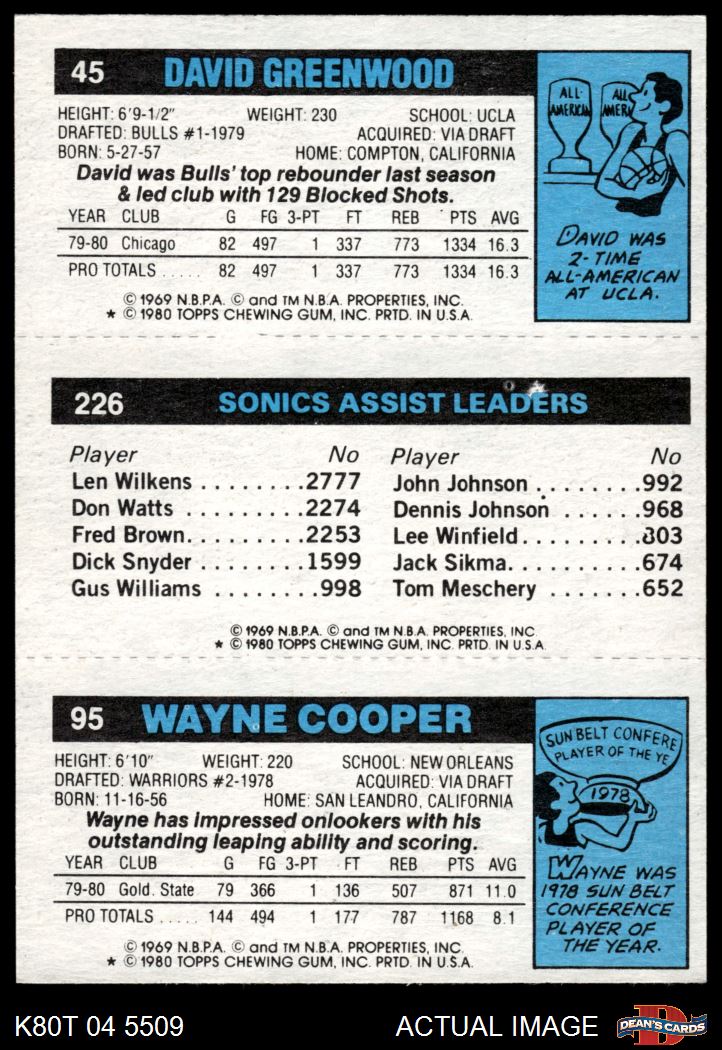 45 DAVID GREENWOOD
HEIGHT: 6'9-1/2" WEIGHT: 230 SCHOOL: UCLA
DRAFTED: BULLS #1-1979 ACQUIRED: VIA DRAFT
BORN: 5-27-57 HOME: COMPTON, CALIFORNIA
David was Bulls' top rebounder last season
& led club with 129 Blocked Shots.
YEAR CLUB G FG 3-PT FT REB PTS AVG
79-80 Chicago 82 497 1 337 773 1334 16.3
PRO TOTALS ..... 82 497 1 337 773 1334 16.3
© 1969 N.B.P.A. © and TM N.B.A. PROPERTIES, INC.
* © 1980 TOPPS CHEWING GUM, INC. PRTD. IN U.S.A.
ALL-
AMERICAN
ALL
AMERI
DAVID WAS
2-TIME
ALL-AMERICAN
AT UCLA.
226 SONICS ASSIST LEADERS
Player No Player No
Len Wilkens ........2777 John Johnson ........992
Don Watts ........2274 Dennis Johnson ......968
Fred Brown.........2253 Lee Winfield.........803
Dick Snyder ........1599 Jack Sikma..........674
Gus Williams ........998 Tom Meschery .......652
© 1969 N.B.P.A. © and TM N.B.A. PROPERTIES, INC.
* © 1980 TOPPS CHEWING GUM, INC. PRTD. IN U.S.A.
95 WAYNE COOPER
HEIGHT: 6'10" WEIGHT: 220 SCHOOL: NEW ORLEANS
DRAFTED: WARRIORS #2-1978 ACQUIRED: VIA DRAFT
BORN: 11-16-56 HOME: SAN LEANDRO, CALIFORNIA
Wayne has impressed onlookers with his
outstanding leaping ability and scoring.
YEAR CLUB G FG 3-PT FT REB PTS AVG
79-80 Gold. State 79 366 1 136 507 871 11.0
PRO TOTALS ..... 144 494 1 177 787 1168 8.1
© 1969 N.B.P.A. © and TM N.B.A. PROPERTIES, INC.
* © 1980 TOPPS CHEWING GUM, INC. PRTD. IN U.S.A.
SUN BELT CONFERE
PLAYER OF THE YE
1978
WAYNE WAS
1978 SUN BELT
CONFERENCE
PLAYER OF
THE YEAR.
K80T 04 5509 ACTUAL IMAGE D DEAN'S CARDS